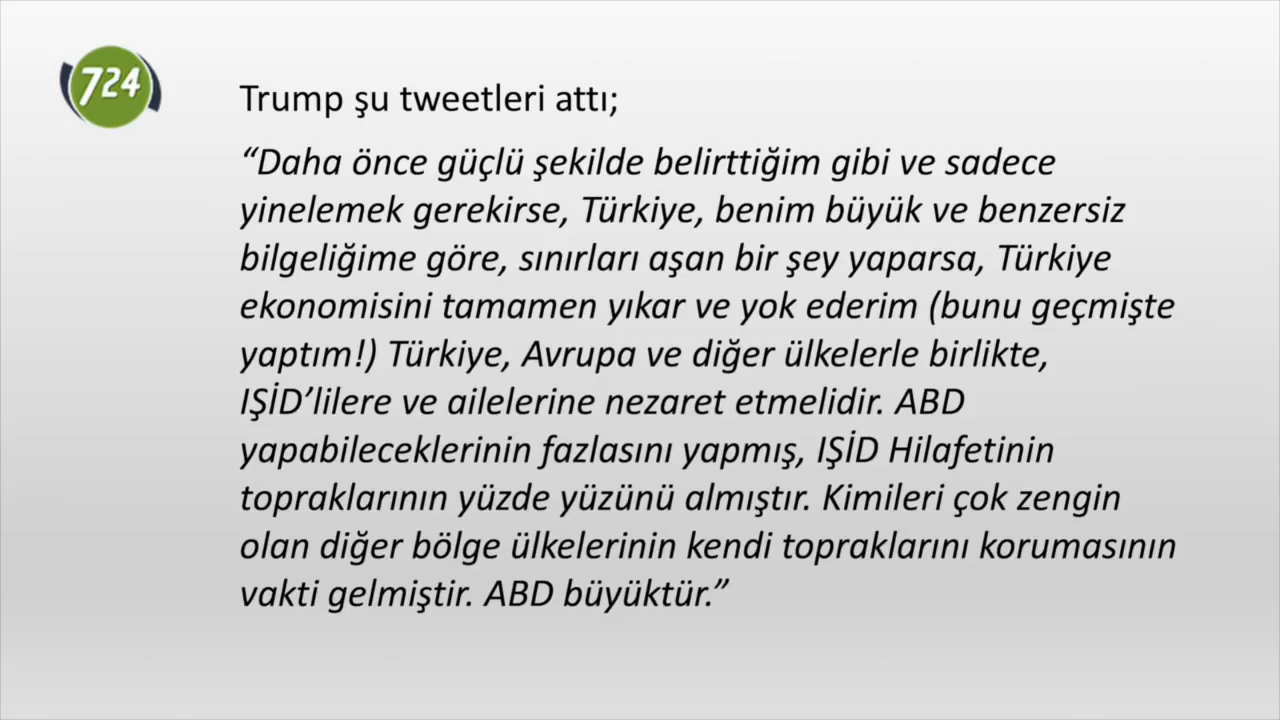 724
Trump şu tweetleri attı;
“Daha önce güçlü şekilde belirttiğim gibi ve sadece
yinelemek gerekirse, Türkiye, benim büyük ve benzersiz
bilgeliğime göre, sınırları aşan bir şey yaparsa, Türkiye
ekonomisini tamamen yıkar ve yok ederim (bunu geçmişte
yaptım!) Türkiye, Avrupa ve diğer ülkelerle birlikte,
IŞİD’lilere ve ailelerine nezaret etmelidir. ABD
yapabileceklerinin fazlasını yapmış, IŞİD Hilafetinin
topraklarının yüzde yüzünü almıştır. Kimileri çok zengin
olan diğer bölge ülkelerinin kendi topraklarını korumasının
vakti gelmiştir. ABD büyüktür.”